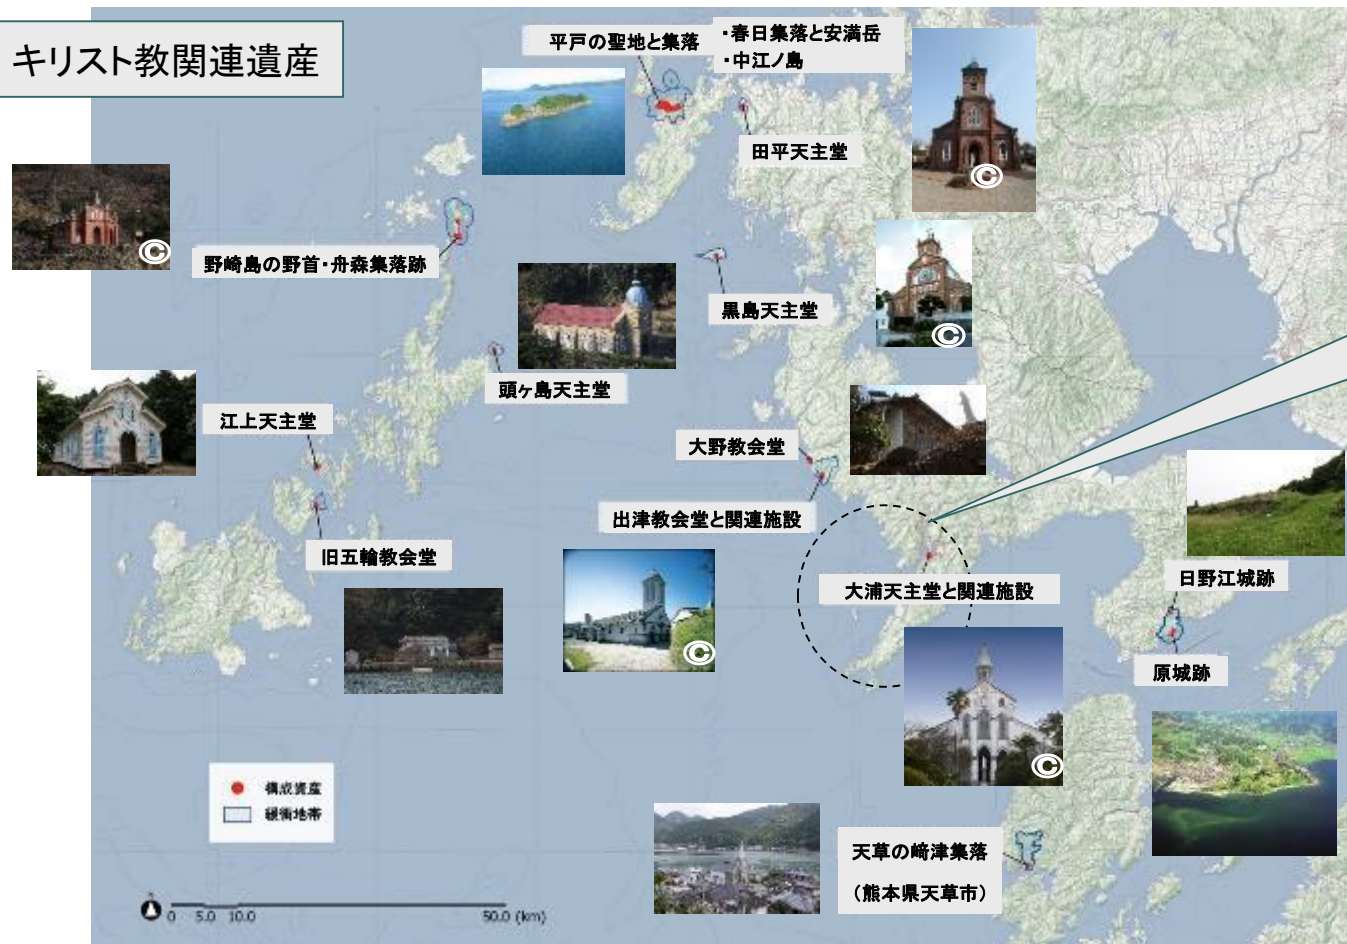 キリスト教関連遺産
平戸の聖地と集落
・春日集落と安満岳
・中江ノ島
田平天主堂
©
©
野崎島の野首・舟森集落跡
黒島天主堂
©
頭ヶ島天主堂
江上天主堂
大野教会堂
出津教会堂と関連施設
旧五輪教会堂
大浦天主堂と関連施設
日野江城跡
©
原城跡
©
構成資産
緩衝地帯
天草の﨑津集落
（熊本県天草市）
0 5.0 10.0 50.0 (km)